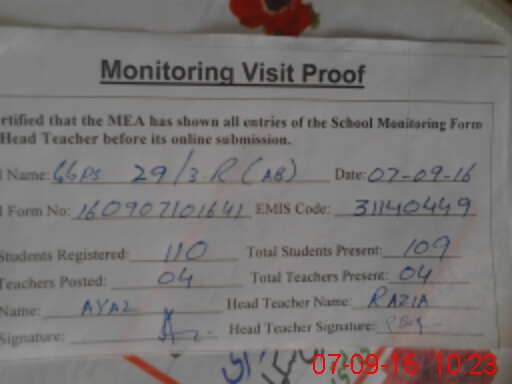 Monitoring Visit Proof
rtified that the MEA has shown all entries of the School Monitoring Form
Head Teacher before its online submission.
Name: GGPS 29/3.R (AB) Date: 07-09-16
Form No: 160907101641 EMIS Code: 31140449
Students Registered: 110 Total Students Present: 109
Teachers Posted: 04 Total Teachers Present: 04
Name: AYAZ Head Teacher Name: RAZIA
Signature: Head Teacher Signature:
07-09-16 10:23